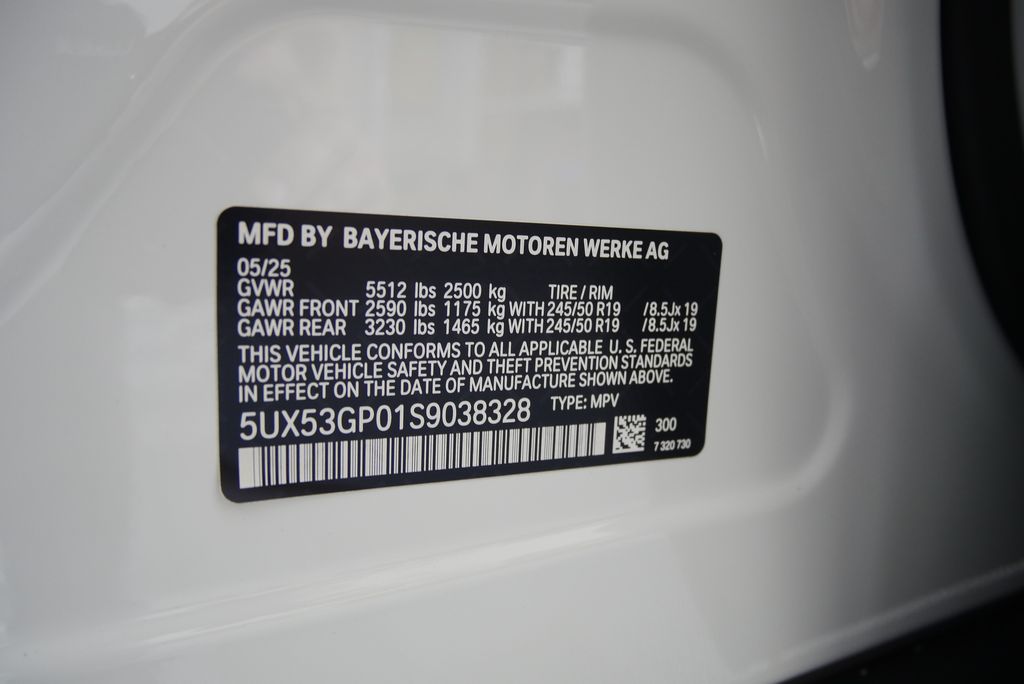 MFD BY BAYERISCHE MOTOREN WERKE AG
05/25
GVWR 5512 lbs 2500 kg TIRE / RIM
GAWR FRONT 2590 lbs 1175 kg WITH 245/50 R19 /8.5Jx 19
GAWR REAR 3230 lbs 1465 kg WITH 245/50 R19 /8.5Jx 19
THIS VEHICLE CONFORMS TO ALL APPLICABLE U. S. FEDERAL
MOTOR VEHICLE SAFETY AND THEFT PREVENTION STANDARDS
IN EFFECT ON THE DATE OF MANUFACTURE SHOWN ABOVE.
5UX53GP01S9038328 TYPE: MPV
300
7 320 730